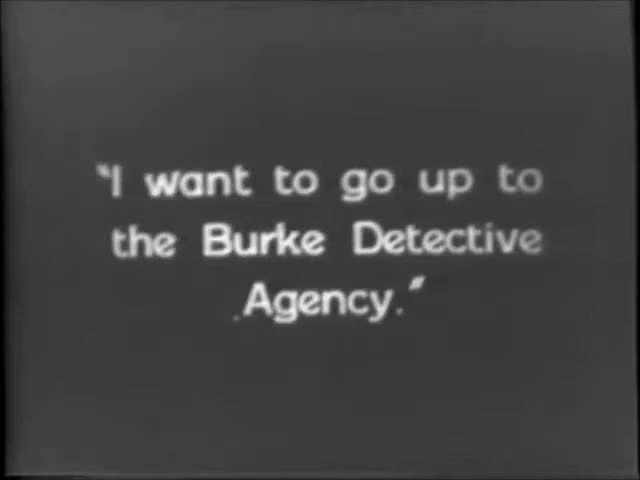 "I want to go up to
the Burke Detective
Agency."